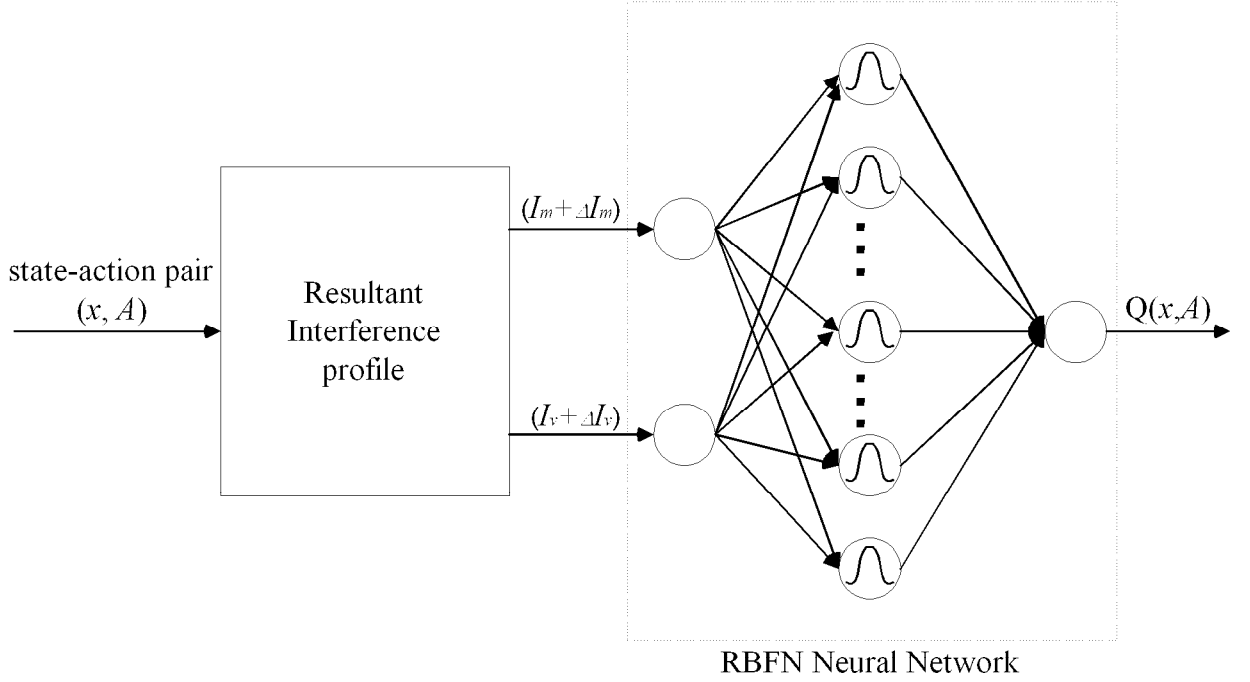 state-action pair
(x, A)
Resultant
Interference
profile
(Im+ΔIm)
(Iv+ΔIv)
Q(x,A)
RBFN Neural Network